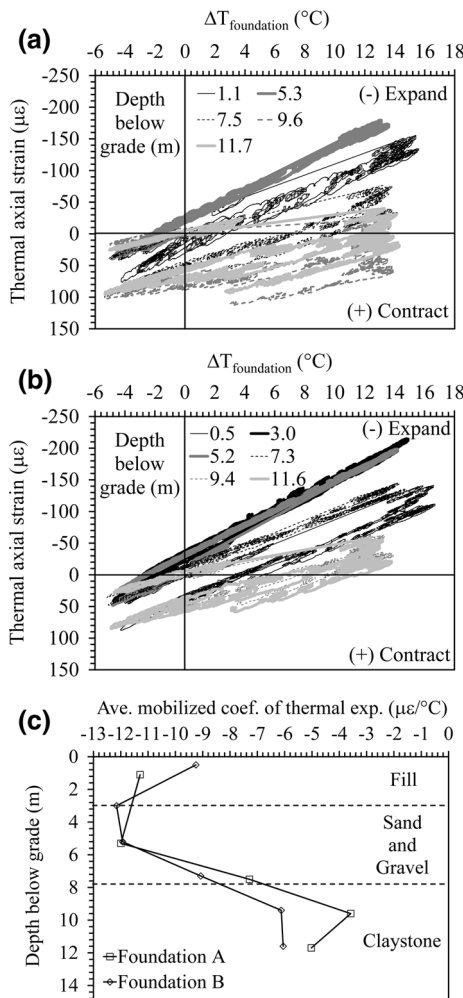 (a)
ΔTfoundation (°C)
-6 -4 -2 0 2 4 6 8 10 12 14 16 18
Thermal axial strain (με)
-250
-200
-150
-100
-50
0
50
100
150
Depth below grade (m)
1.1 5.3
7.5 9.6
11.7
(-) Expand
(+) Contract
(b)
ΔTfoundation (°C)
-6 -4 -2 0 2 4 6 8 10 12 14 16 18
Thermal axial strain (με)
-250
-200
-150
-100
-50
0
50
100
150
Depth below grade (m)
0.5 3.0
5.2 7.3
9.4 11.6
(-) Expand
(+) Contract
(c)
Ave. mobilized coef. of thermal exp. (με/°C)
-13 -12 -11 -10 -9 -8 -7 -6 -5 -4 -3 -2 -1 0
Depth below grade (m)
0
2
4
6
8
10
12
14
Fill
Sand and Gravel
Claystone
Foundation A
Foundation B